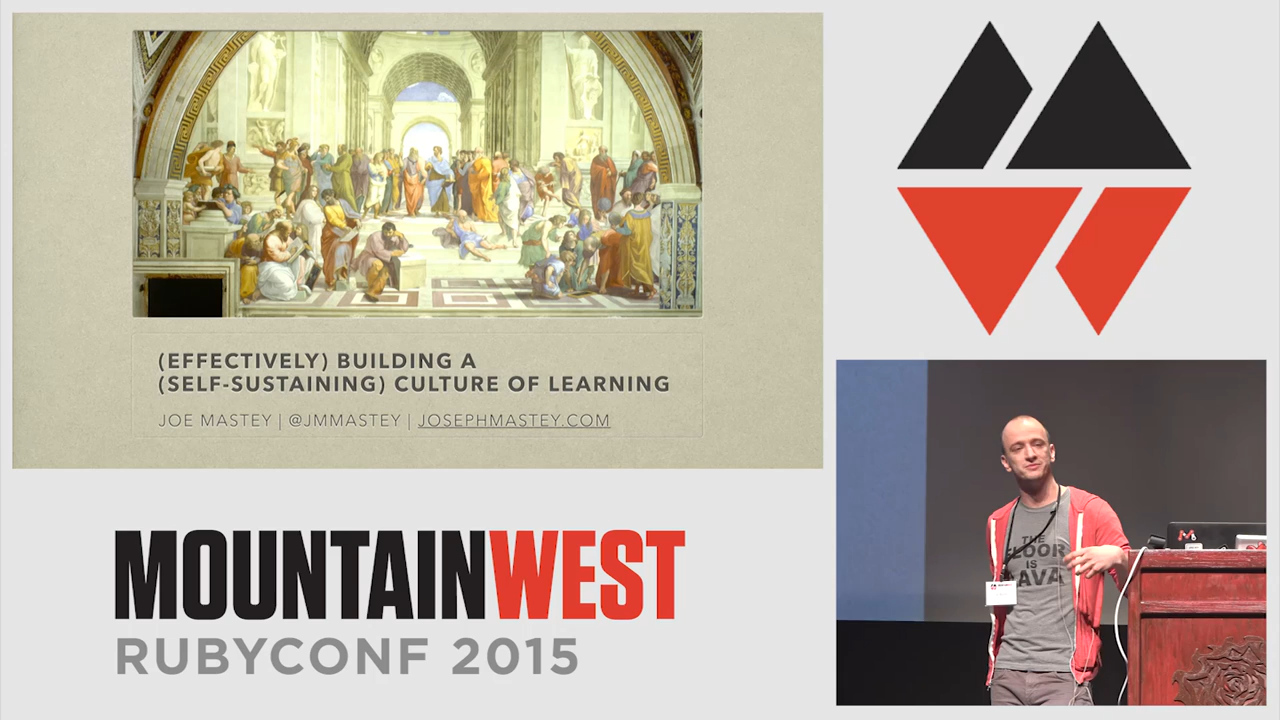 (EFFECTIVELY) BUILDING A
(SELF-SUSTAINING) CULTURE OF LEARNING
JOE MASTEY | @JMMASTEY | JOSEPHMASTEY.COM
MOUNTAINWEST
RUBYCONF 2015
THE
FLOOR
IS
LAVA